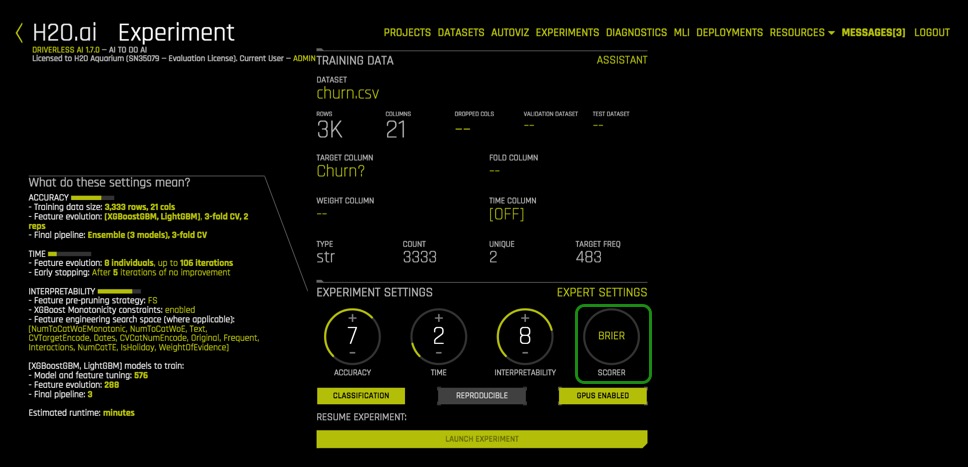 H2O.ai Experiment
DRIVERLESS AI 1.7.0 — AI TO DO AI
Licensed to H2O Aquarium (SN35079 — Evaluation License). Current User — ADMIN
PROJECTS DATASETS AUTOVIZ EXPERIMENTS DIAGNOSTICS MLI DEPLOYMENTS RESOURCES MESSAGES[3] LOGOUT
TRAINING DATA ASSISTANT
DATASET
churn.csv
ROWS COLUMNS DROPPED COLS VALIDATION DATASET TEST DATASET
3K 21 -- -- --
TARGET COLUMN FOLD COLUMN
Churn? --
WEIGHT COLUMN TIME COLUMN
-- [OFF]
TYPE COUNT UNIQUE TARGET FREQ
str 3333 2 483
What do these settings mean?
ACCURACY
- Training data size: 3,333 rows, 21 cols
- Feature evolution: [XGBoostGBM, LightGBM], 3-fold CV, 2
reps
- Final pipeline: Ensemble (3 models), 3-fold CV
TIME
- Feature evolution: 8 individuals, up to 106 iterations
- Early stopping: After 5 iterations of no improvement
INTERPRETABILITY
- Feature pre-pruning strategy: FS
- XGBoost Monotonicity constraints: enabled
- Feature engineering search space (where applicable):
[NumToCatWoEMonotonic, NumToCatWoE, Text,
CVTargetEncode, Dates, CVCatNumEncode, Original, Frequent,
Interactions, NumCatTE, IsHoliday, WeightOfEvidence]
[XGBoostGBM, LightGBM] models to train:
- Model and feature tuning: 576
- Feature evolution: 288
- Final pipeline: 3
Estimated runtime: minutes
EXPERIMENT SETTINGS EXPERT SETTINGS
+ + +
7 2 8 BRIER
– – –
ACCURACY TIME INTERPRETABILITY SCORER
CLASSIFICATION REPRODUCIBLE GPUS ENABLED
RESUME EXPERIMENT:
LAUNCH EXPERIMENT